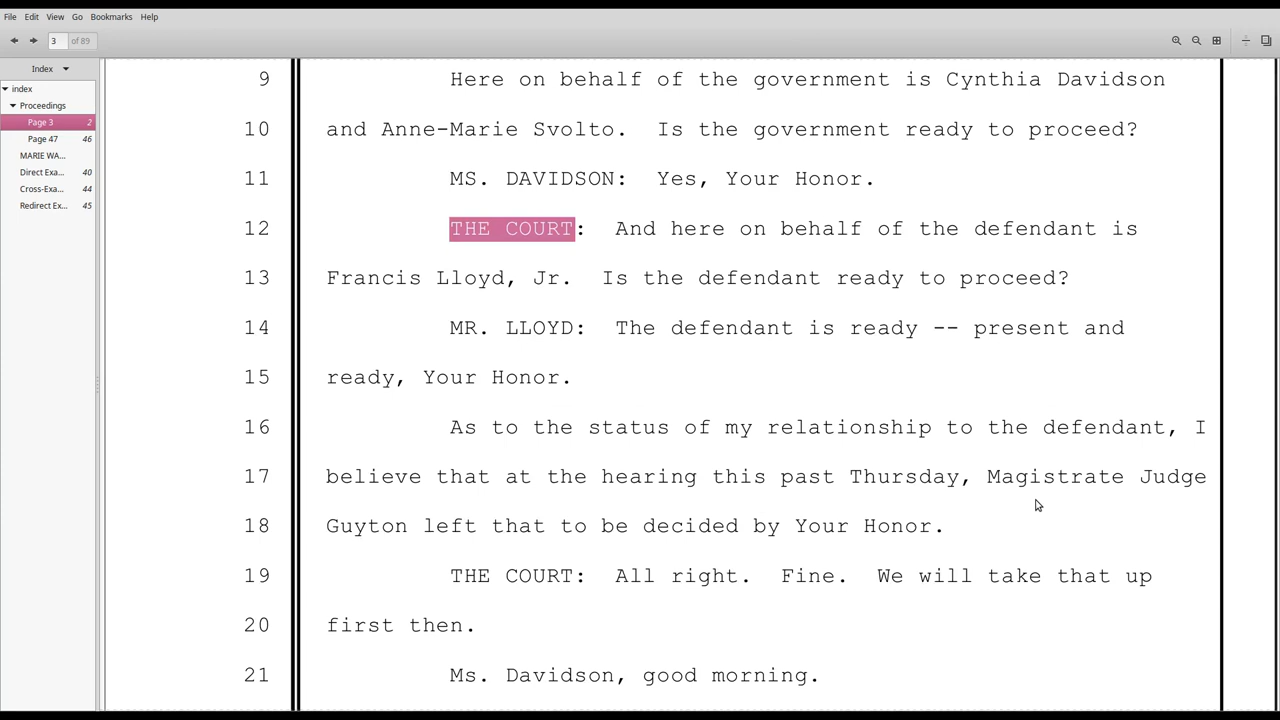 File Edit View Go Bookmarks Help
3 of 89
Index
index
Proceedings
Page 3 2
Page 47 46
MARIE WA...
Direct Exa... 40
Cross-Exa... 44
Redirect Ex... 45
9 Here on behalf of the government is Cynthia Davidson
10 and Anne-Marie Svolto. Is the government ready to proceed?
11 MS. DAVIDSON: Yes, Your Honor.
12 THE COURT: And here on behalf of the defendant is
13 Francis Lloyd, Jr. Is the defendant ready to proceed?
14 MR. LLOYD: The defendant is ready -- present and
15 ready, Your Honor.
16 As to the status of my relationship to the defendant, I
17 believe that at the hearing this past Thursday, Magistrate Judge
18 Guyton left that to be decided by Your Honor.
19 THE COURT: All right. Fine. We will take that up
20 first then.
21 Ms. Davidson, good morning.